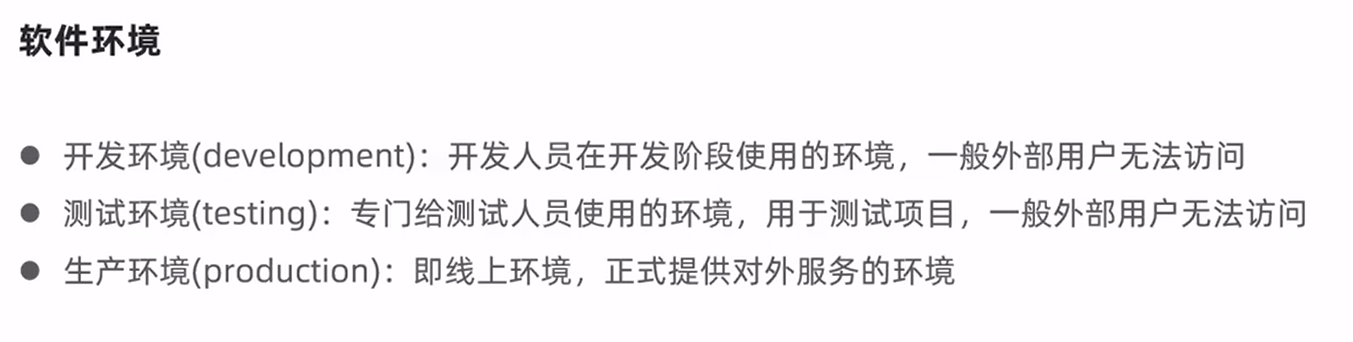 软件环境
● 开发环境(development)：开发人员在开发阶段使用的环境，一般外部用户无法访问
● 测试环境(testing)：专门给测试人员使用的环境，用于测试项目，一般外部用户无法访问
● 生产环境(production)：即线上环境，正式提供对外服务的环境